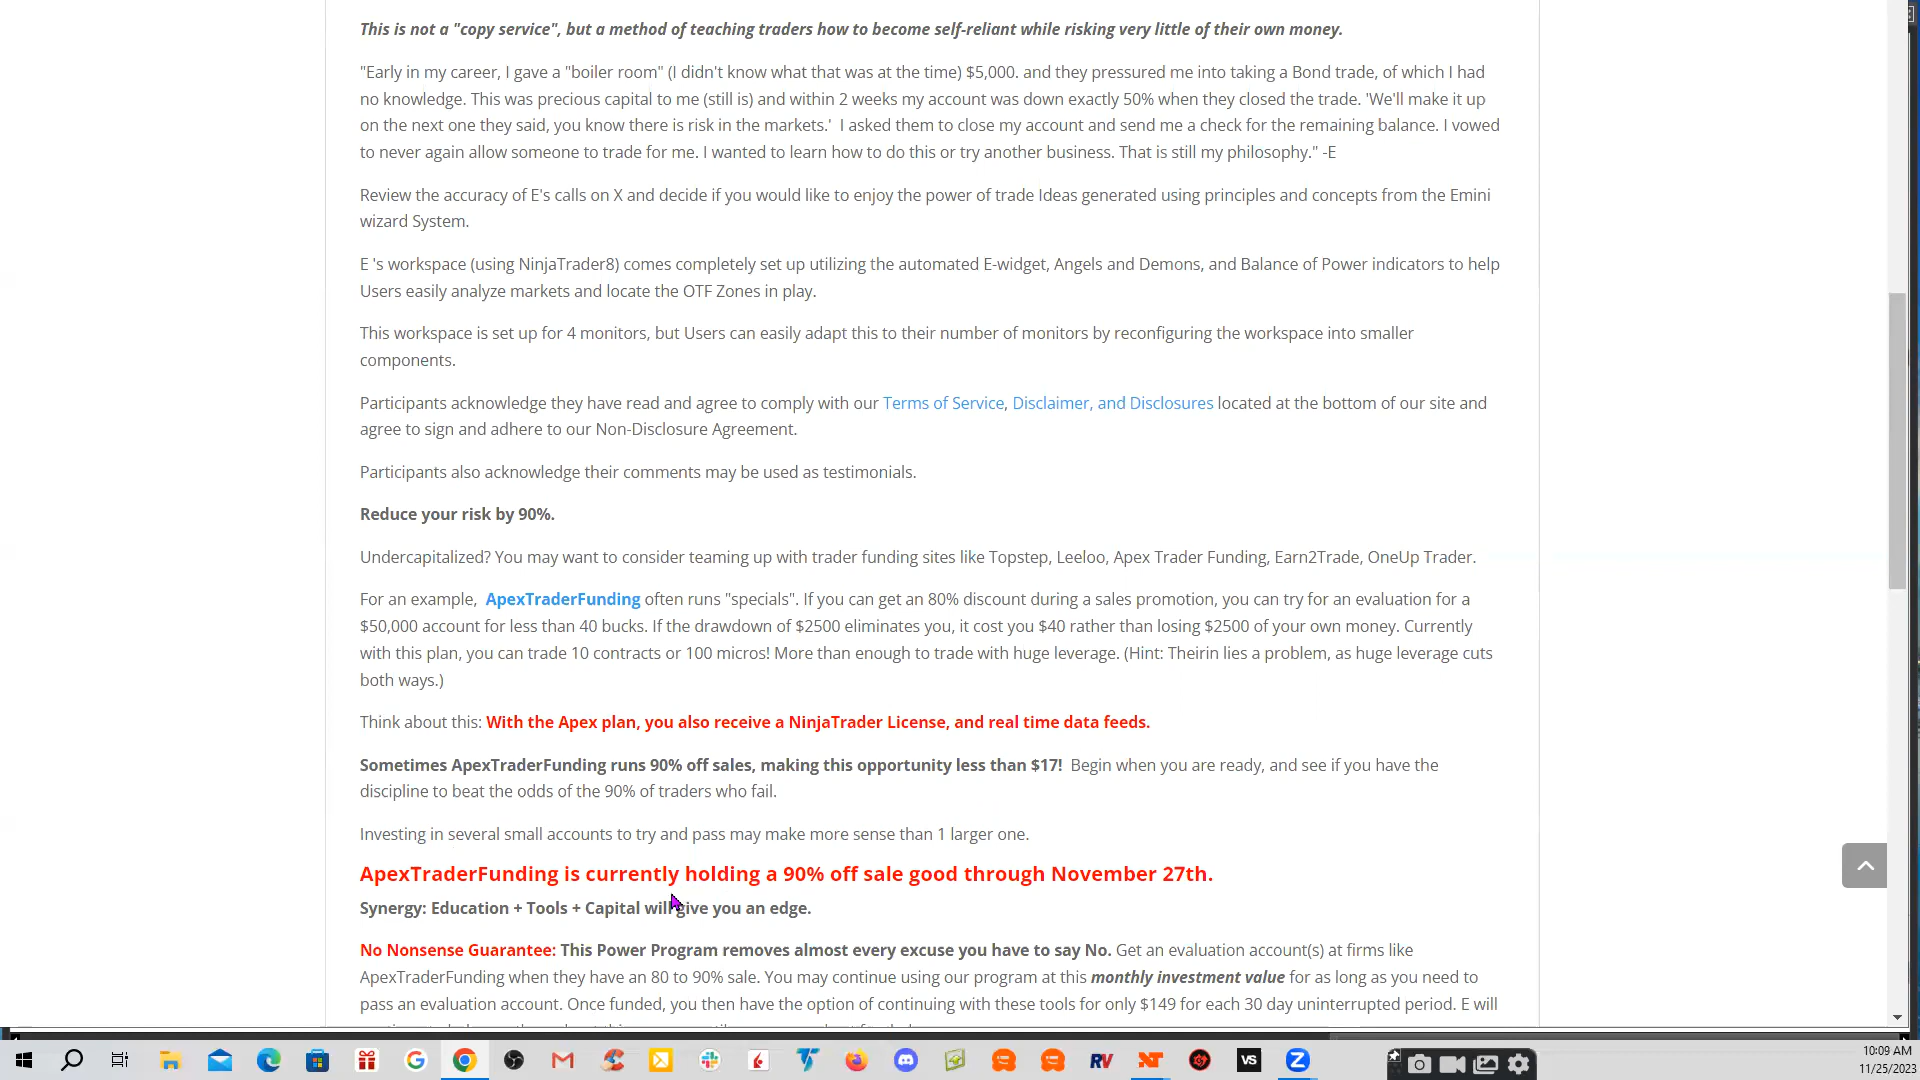 This is not a "copy service", but a method of teaching traders how to become self-reliant while risking very little of their own money.
"Early in my career, I gave a "boiler room" (I didn't know what that was at the time) $5,000. and they pressured me into taking a Bond trade, of which I had
no knowledge. This was precious capital to me (still is) and within 2 weeks my account was down exactly 50% when they closed the trade. 'We'll make it up
on the next one they said, you know there is risk in the markets.'  I asked them to close my account and send me a check for the remaining balance. I vowed
to never again allow someone to trade for me. I wanted to learn how to do this or try another business. That is still my philosophy." -E
Review the accuracy of E's calls on X and decide if you would like to enjoy the power of trade Ideas generated using principles and concepts from the Emini
wizard System.
E 's workspace (using NinjaTrader8) comes completely set up utilizing the automated E-widget, Angels and Demons, and Balance of Power indicators to help
Users easily analyze markets and locate the OTF Zones in play.
This workspace is set up for 4 monitors, but Users can easily adapt this to their number of monitors by reconfiguring the workspace into smaller
components.
Participants acknowledge they have read and agree to comply with our Terms of Service, Disclaimer, and Disclosures located at the bottom of our site and
agree to sign and adhere to our Non-Disclosure Agreement.
Participants also acknowledge their comments may be used as testimonials.
Reduce your risk by 90%.
Undercapitalized? You may want to consider teaming up with trader funding sites like Topstep, Leeloo, Apex Trader Funding, Earn2Trade, OneUp Trader.
For an example,  ApexTraderFunding often runs "specials". If you can get an 80% discount during a sales promotion, you can try for an evaluation for a
$50,000 account for less than 40 bucks. If the drawdown of $2500 eliminates you, it cost you $40 rather than losing $2500 of your own money. Currently
with this plan, you can trade 10 contracts or 100 micros! More than enough to trade with huge leverage. (Hint: Theirin lies a problem, as huge leverage cuts
both ways.)
Think about this: With the Apex plan, you also receive a NinjaTrader License, and real time data feeds.
Sometimes ApexTraderFunding runs 90% off sales, making this opportunity less than $17!  Begin when you are ready, and see if you have the
discipline to beat the odds of the 90% of traders who fail.
Investing in several small accounts to try and pass may make more sense than 1 larger one.
ApexTraderFunding is currently holding a 90% off sale good through November 27th.
Synergy: Education + Tools + Capital will give you an edge.
No Nonsense Guarantee: This Power Program removes almost every excuse you have to say No. Get an evaluation account(s) at firms like
ApexTraderFunding when they have an 80 to 90% sale. You may continue using our program at this monthly investment value for as long as you need to
pass an evaluation account. Once funded, you then have the option of continuing with these tools for only $149 for each 30 day uninterrupted period. E will
RV
VS
10:09 AM
11/25/2023